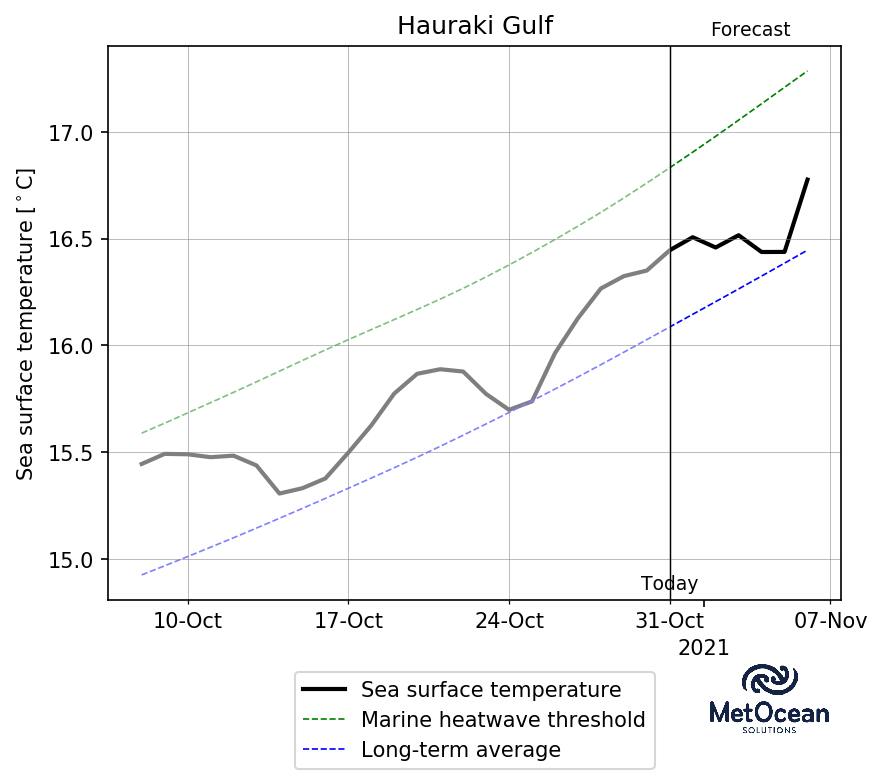 Hauraki Gulf
Forecast
Sea surface temperature [°C]
17.0
16.5
16.0
15.5
15.0
Today
10-Oct 17-Oct 24-Oct 31-Oct 07-Nov
2021
Sea surface temperature
Marine heatwave threshold
Long-term average
MetOcean
SOLUTIONS